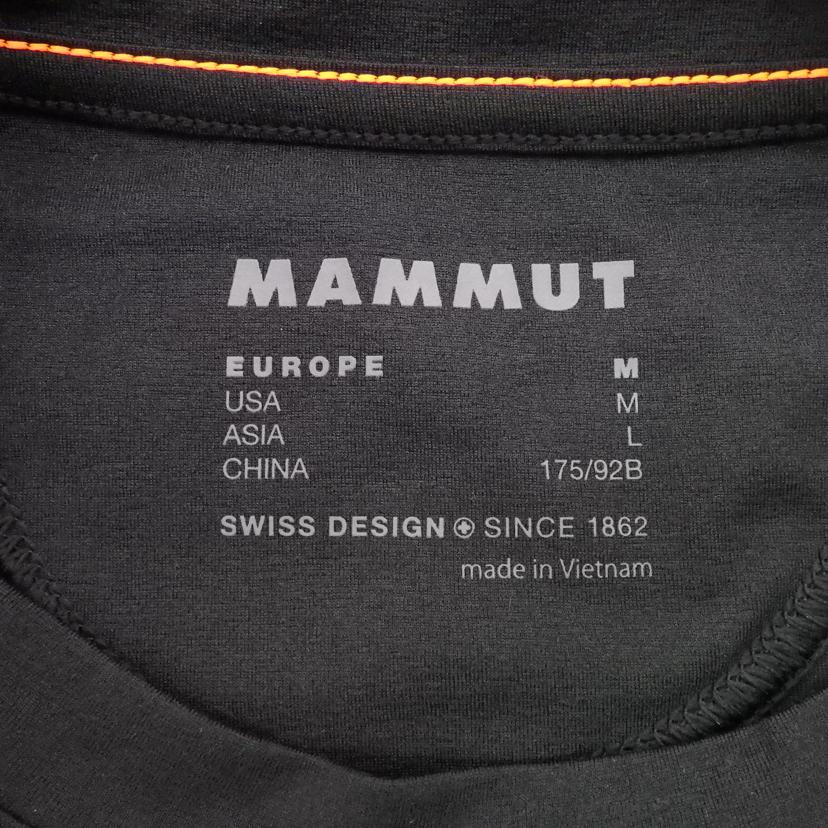 MAMMUT
EUROPE M
USA M
ASIA L
CHINA 175/92B
SWISS DESIGN SINCE 1862
made in Vietnam